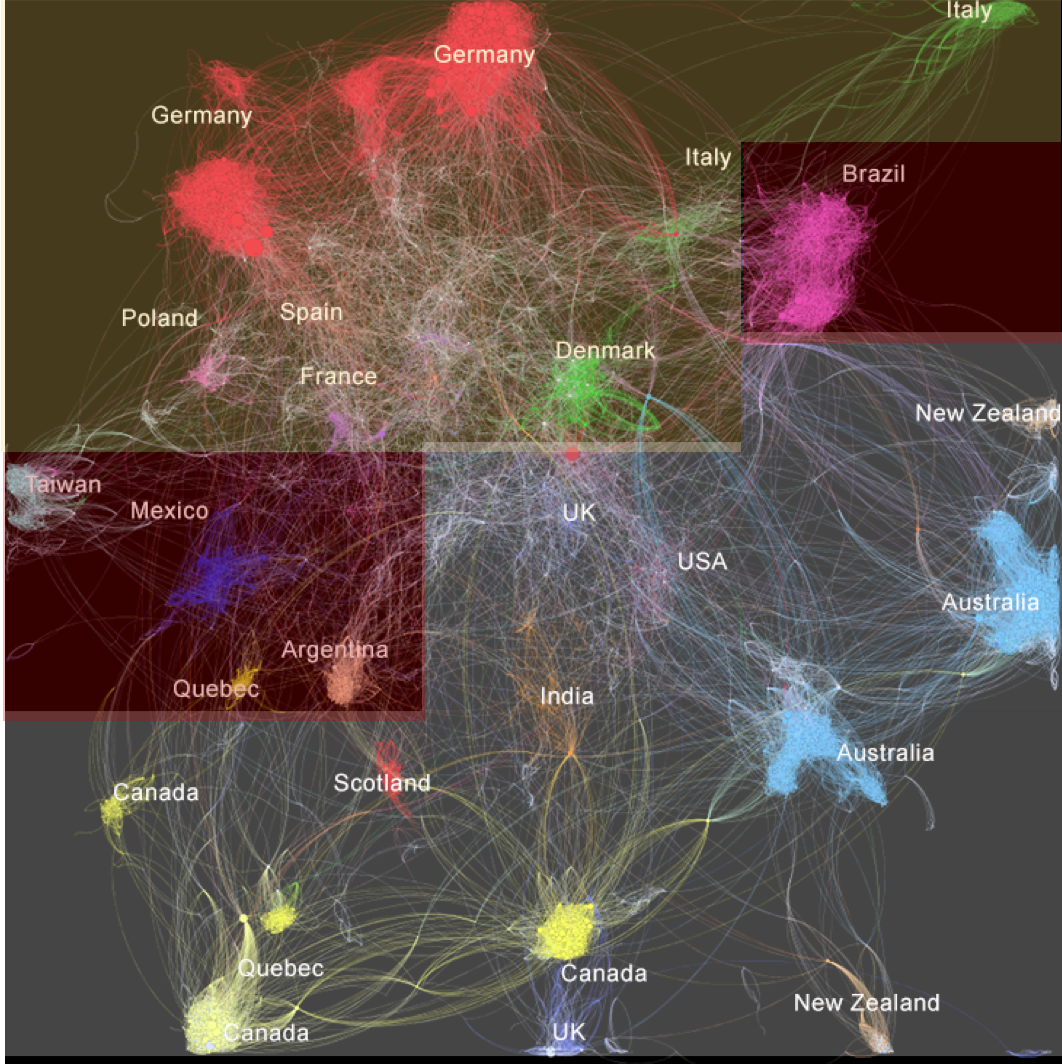 Italy
Germany
Germany
Italy
Brazil
Spain
Poland
Denmark
France
New Zealand
Taiwan
Mexico
UK
USA
Australia
Argentina
Quebec
India
Australia
Scotland
Canada
Quebec
Canada
New Zealand
Canada
UK